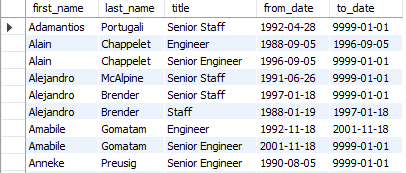 first_name last_name title from_date to_date
Adamantios Portugali Senior Staff 1992-04-28 9999-01-01
Alain Chappelet Engineer 1988-09-05 1996-09-05
Alain Chappelet Senior Engineer 1996-09-05 9999-01-01
Alejandro McAlpine Senior Staff 1991-06-26 9999-01-01
Alejandro Brender Senior Staff 1997-01-18 9999-01-01
Alejandro Brender Staff 1988-01-19 1997-01-18
Amabile Gomatam Engineer 1992-11-18 2001-11-18
Amabile Gomatam Senior Engineer 2001-11-18 9999-01-01
Anneke Preusig Senior Engineer 1990-08-05 9999-01-01